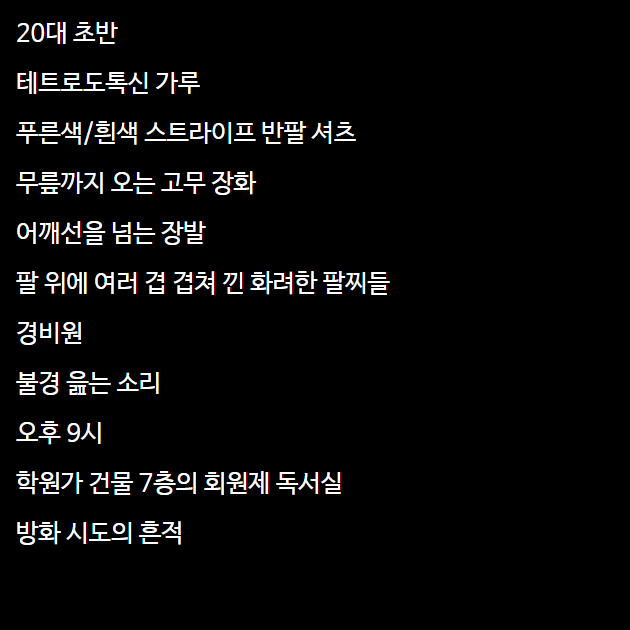 20대 초반
테트로도톡신 가루
푸른색/흰색 스트라이프 반팔 셔츠
무릎까지 오는 고무 장화
어깨선을 넘는 장발
팔 위에 여러 겹 겹쳐 낀 화려한 팔찌들
경비원
불경 읊는 소리
오후 9시
학원가 건물 7층의 회원제 독서실
방화 시도의 흔적